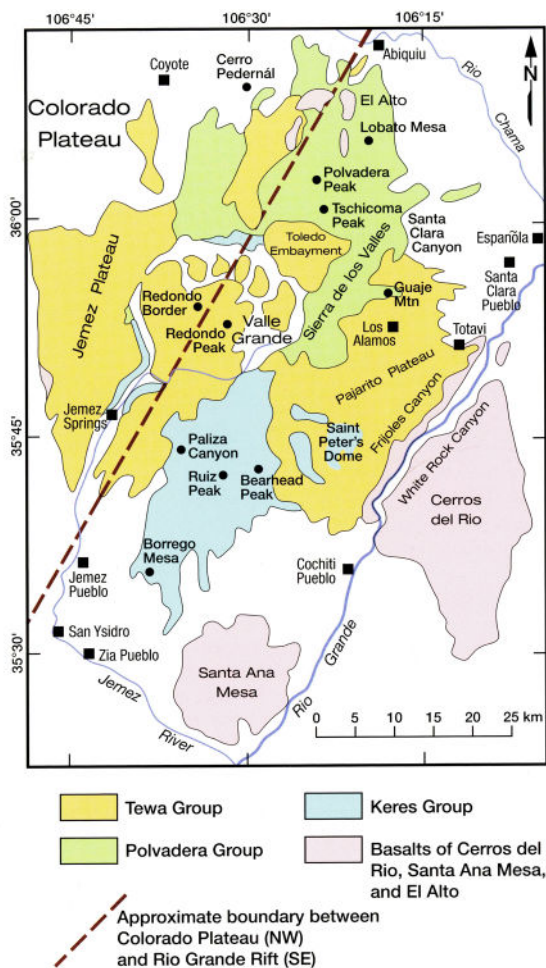 106°45'
106°30'
106°15'
Coyote
Cerro
Pedernál
Abiquiu
Rio
Chama
N
Colorado
Plateau
El Alto
Lobato Mesa
Polvadera
Peak
Tschicoma
Peak
36°00'
Santa
Clara
Canyon
Española
Toledo
Embayment
Santa
Clara
Pueblo
Jemez Plateau
Sierra de los Valles
Guaje
Mtn
Redondo
Border
Valle
Grande
Redondo
Peak
Los
Alamos
Totavi
Pajarito Plateau
Jemez
Springs
Frijoles Canyon
White Rock Canyon
35°45'
Paliza
Canyon
Saint
Peter's
Dome
Ruiz
Peak
Bearhead
Peak
Cerros
del Rio
Borrego
Mesa
Jemez
Pueblo
Cochiti
Pueblo
San Ysidro
Zia Pueblo
35°30'
Santa Ana
Mesa
Rio
Grande
Jemez
River
0 5 10 15 20 25 km
Tewa Group
Keres Group
Polvadera Group
Basalts of Cerros del
Rio, Santa Ana Mesa,
and El Alto
Approximate boundary between
Colorado Plateau (NW)
and Rio Grande Rift (SE)